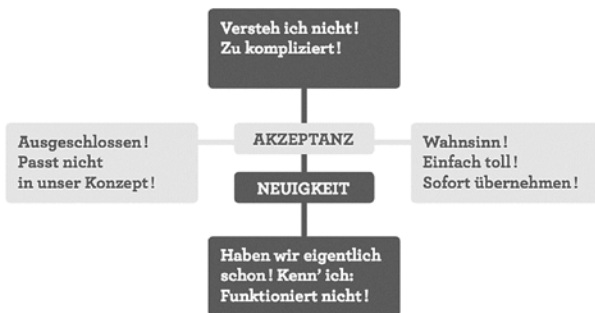 Versteh ich nicht!
Zu kompliziert!
Ausgeschlossen!
Passt nicht
in unser Konzept!
AKZEPTANZ
Wahnsinn!
Einfach toll!
Sofort übernehmen!
NEUIGKEIT
Haben wir eigentlich
schon! Kenn' ich:
Funktioniert nicht!